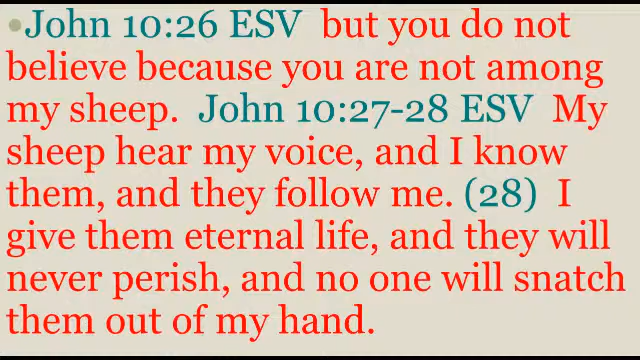 •John 10:26 ESV but you do not
believe because you are not among
my sheep. John 10:27-28 ESV My
sheep hear my voice, and I know
them, and they follow me. (28) I
give them eternal life, and they will
never perish, and no one will snatch
them out of my hand.